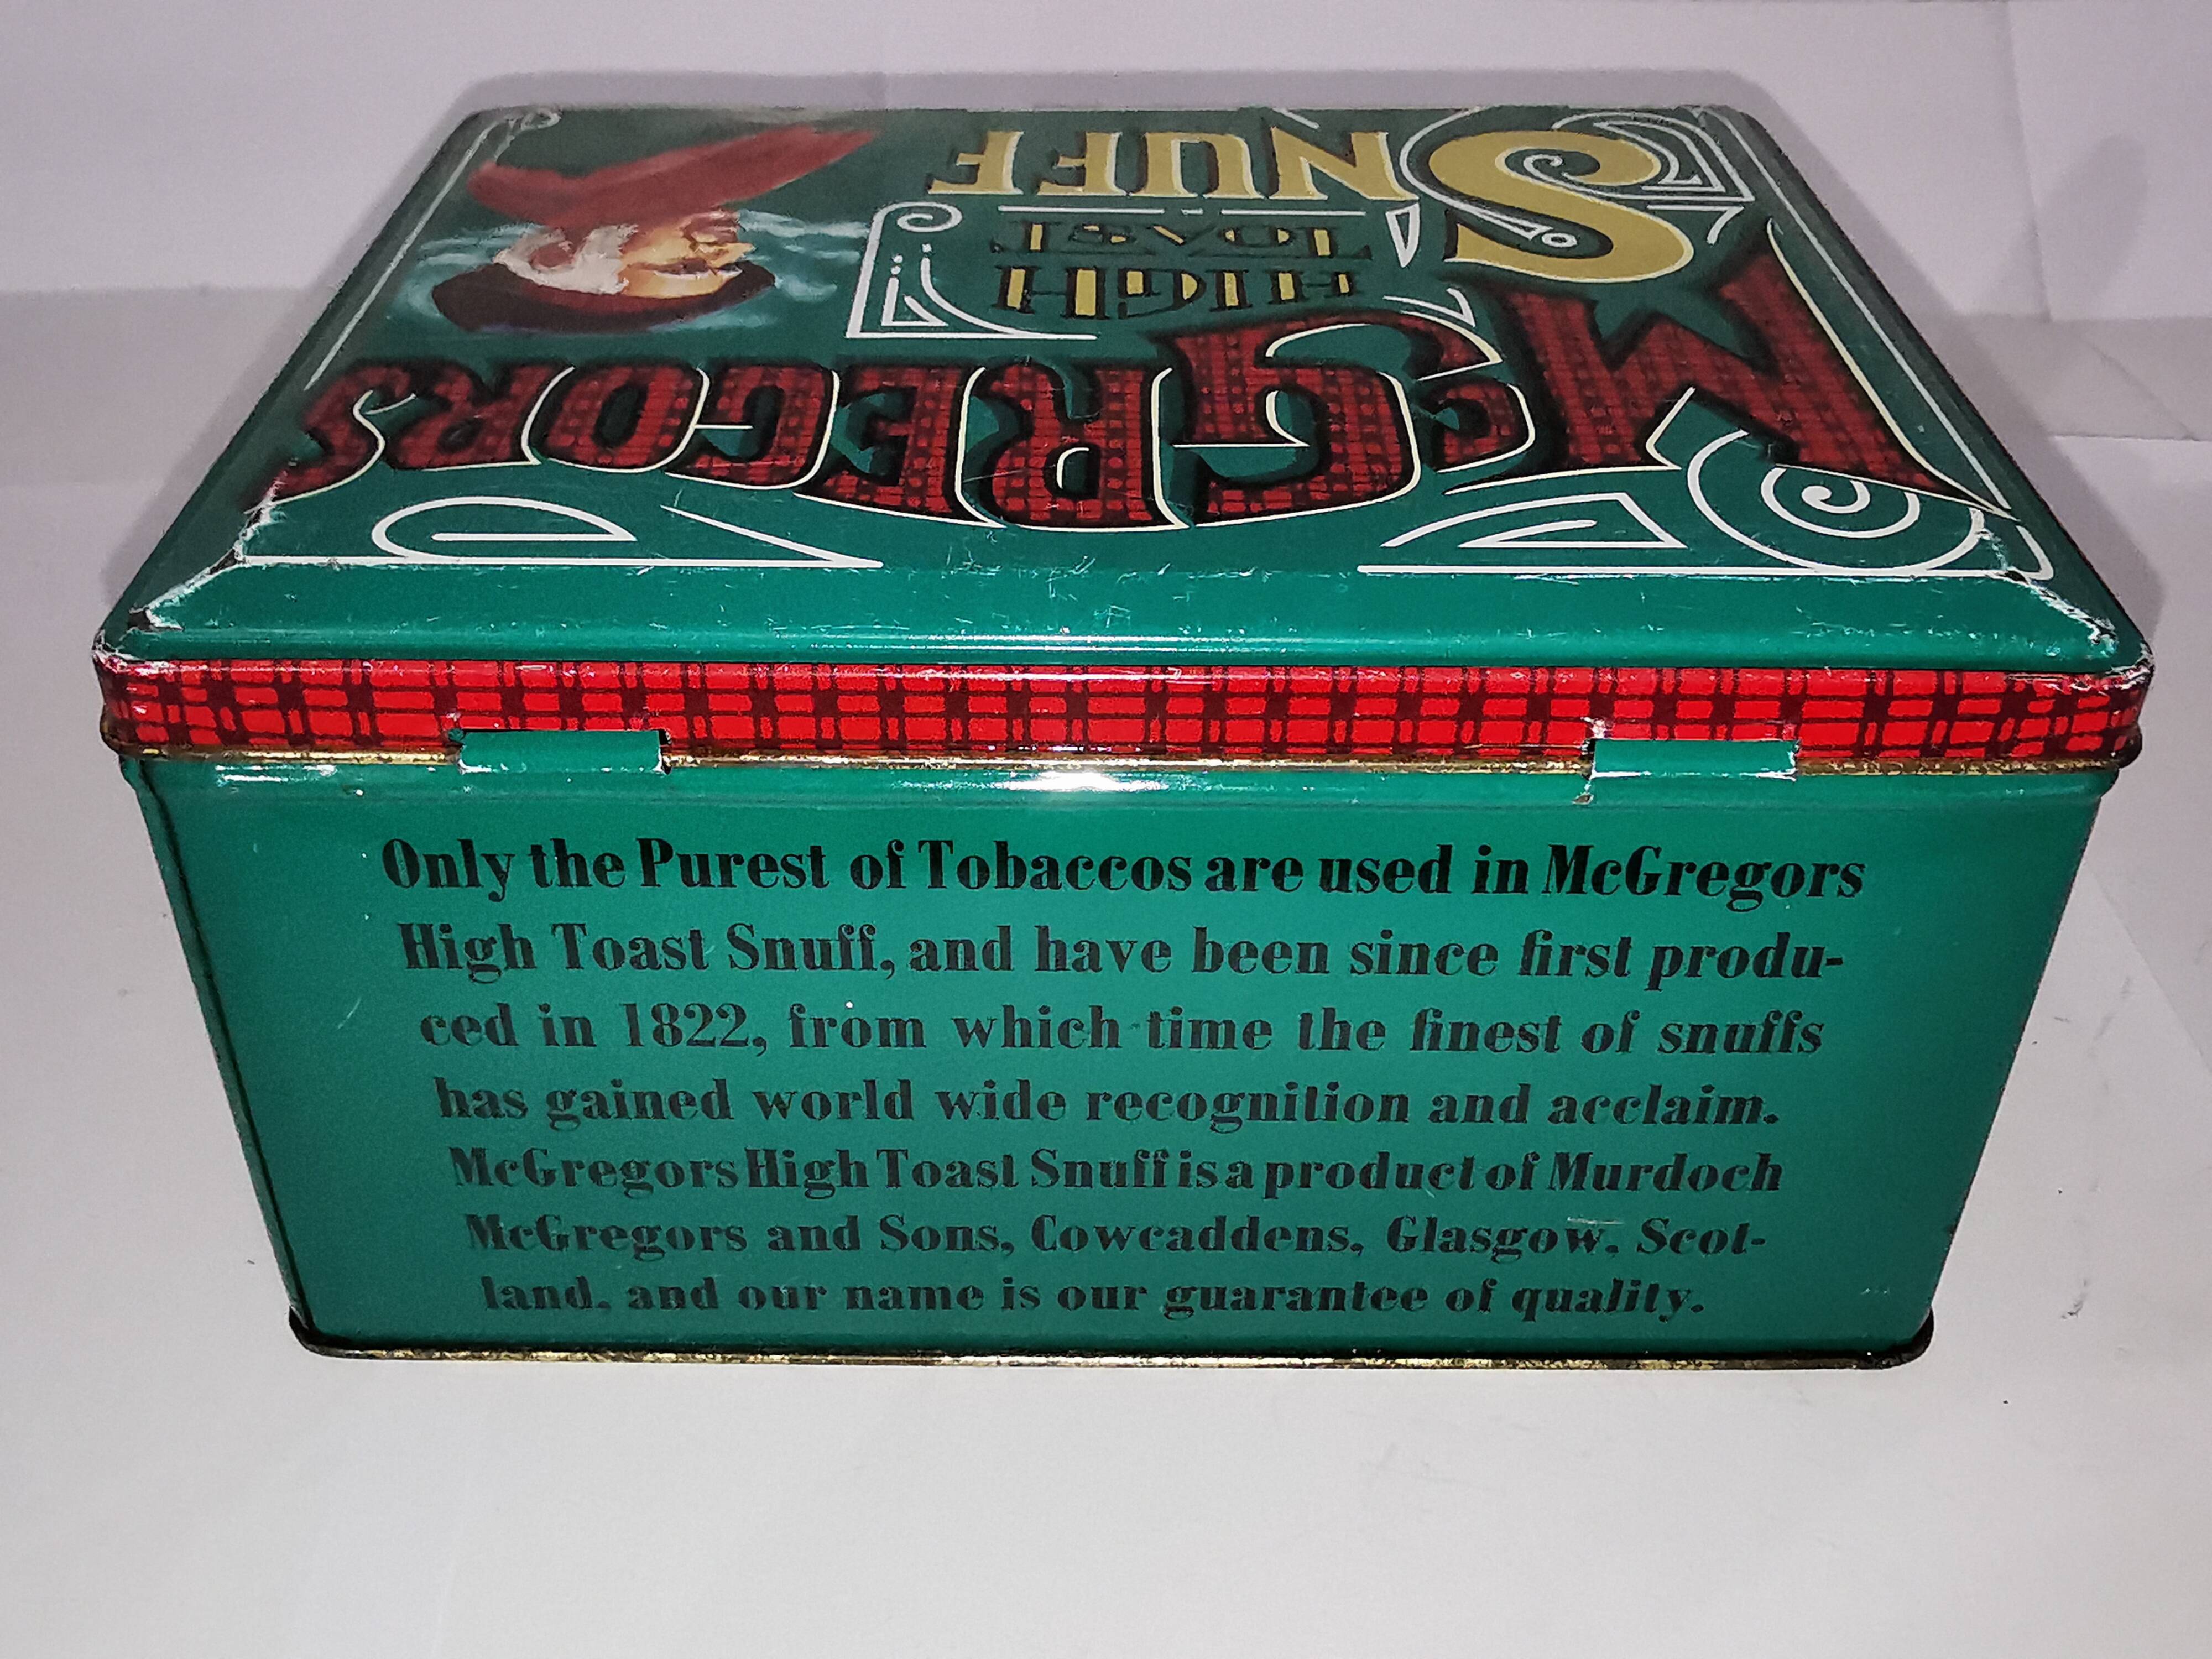 McGREGORS
HIGH
TOAST
SNUFF
Only the Purest of Tobaccos are used in McGregors
High Toast Snuff, and have been since first produ-
ced in 1822, from which time the finest of snuffs
has gained world wide recognition and acclaim.
McGregors High Toast Snuff is a product of Murdoch
McGregors and Sons, Cowcaddens, Glasgow, Scot-
land, and our name is our guarantee of quality.